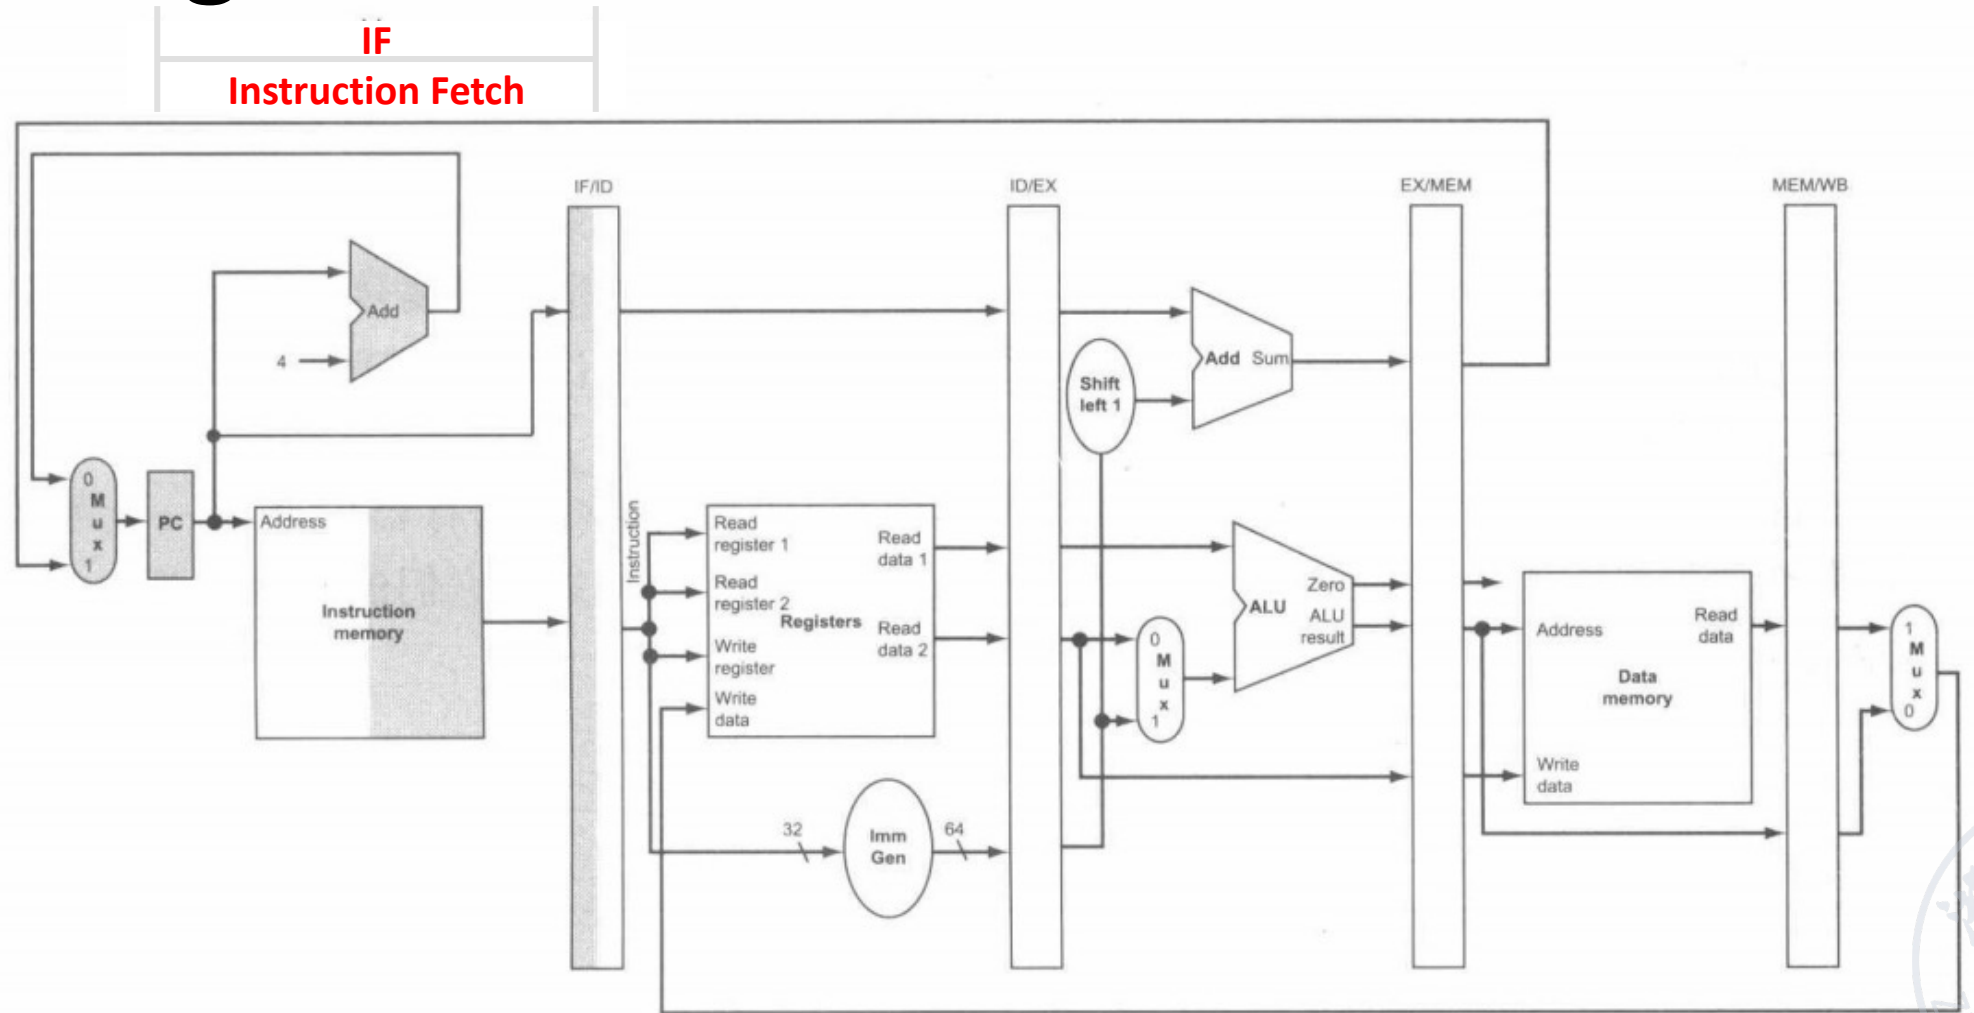 IF
Instruction Fetch
IF/ID
ID/EX
EX/MEM
MEM/WB
Add
4
Add Sum
Shift
left 1
0
M
u
x
1
PC
Address
Instruction
memory
Instruction
Read
register 1
Read
register 2
Registers
Write
register
Write
data
Read
data 1
Read
data 2
0
M
u
x
1
Zero
ALU
ALU
result
Address
Read
data
Data
memory
Write
data
1
M
u
x
0
32
Imm
Gen
64